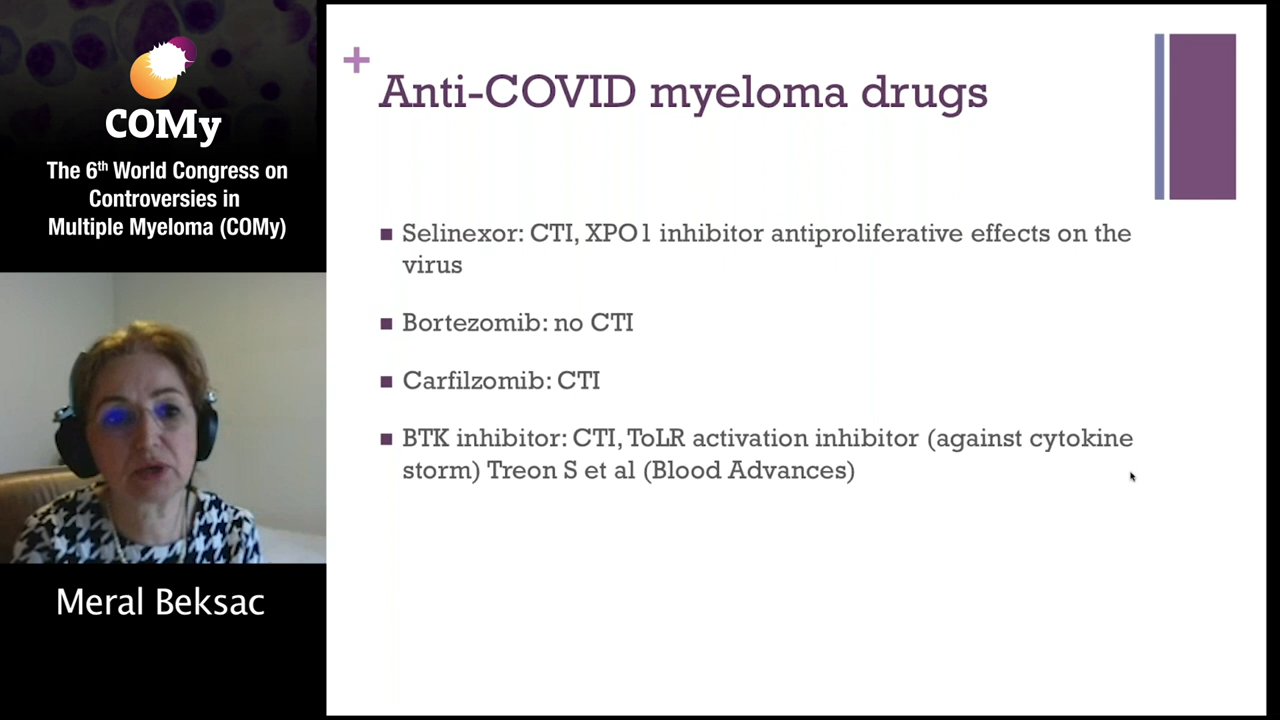 COMy
The 6th World Congress on
Controversies in
Multiple Myeloma (COMy)
Meral Beksac
+
Anti-COVID myeloma drugs
■ Selinexor: CTI, XPO1 inhibitor antiproliferative effects on the
virus
■ Bortezomib: no CTI
■ Carfilzomib: CTI
■ BTK inhibitor: CTI, ToLR activation inhibitor (against cytokine
storm) Treon S et al (Blood Advances)